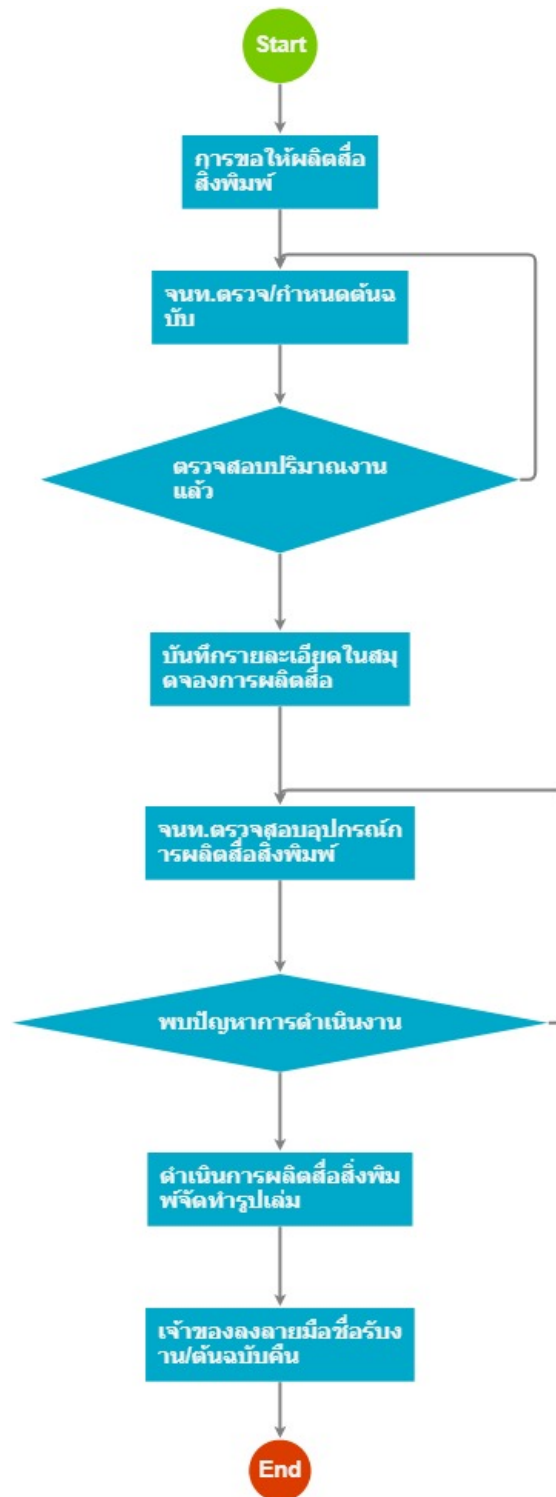 Start
การขอให้ผลิตสื่อ
สิ่งพิมพ์
จนท.ตรวจ/กำหนดต้นฉ
บับ
ตรวจสอบปริมาณงาน
แล้ว
บันทึกรายละเอียดในสมุ
ดจองการผลิตสื่อ
จนท.ตรวจสอบอุปกรณ์ก
ารผลิตสื่อสิ่งพิมพ์
พบปัญหาการดำเนินงาน
ดำเนินการผลิตสื่อสิ่งพิม
พ์จัดทำรูปเล่ม
เจ้าของลงลายมือชื่อรับง
าน/ต้นฉบับคืน
End